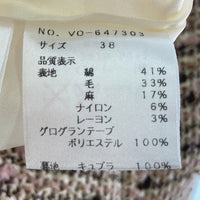 NO. VO-647303
サイズ 38
品質表示
表地 綿 41%
毛 33%
麻 17%
ナイロン 6%
レーヨン 3%
グログランテープ
ポリエステル 100%
裏地 キュプラ 100%